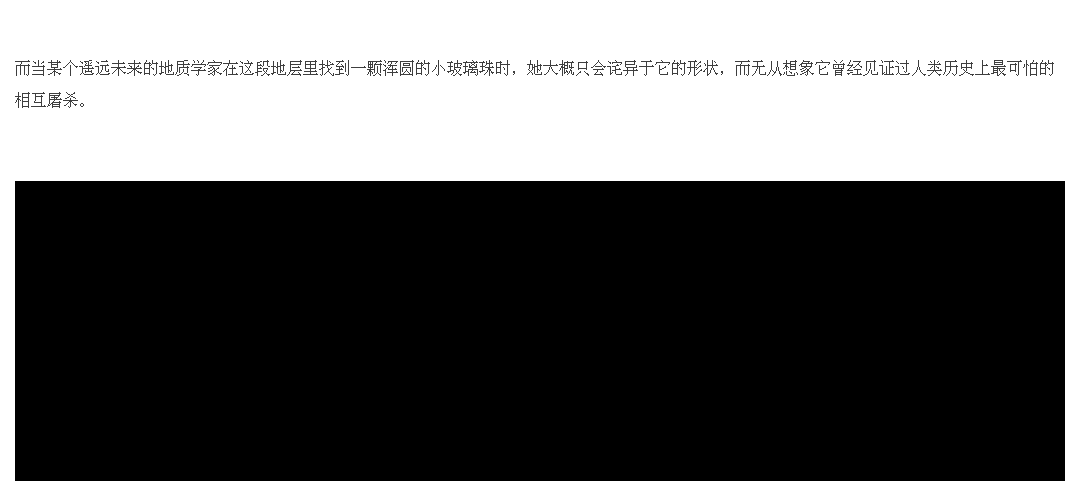 而当某个遥远未来的地质学家在这段地层里找到一颗浑圆的小玻璃珠时，她大概只会诧异于它的形状，而无从想象它曾经见证过人类历史上最可怕的
相互屠杀。